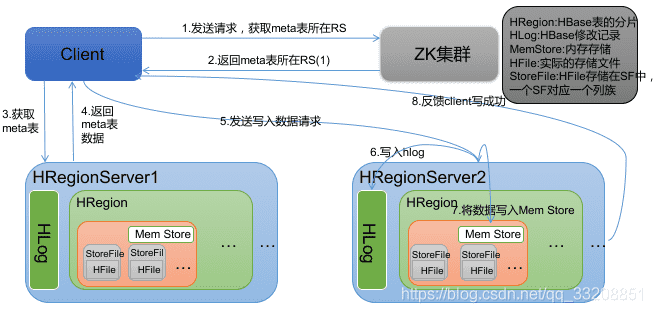 1.发送请求，获取meta表所在RS
HRegion:HBase表的分片
HLog:HBase修改记录
MemStore:内存存储
HFile:实际的存储文件
StoreFile:HFile存储在SF中，
一个SF对应一个列族
Client
ZK集群
2.返回meta表所在RS(1)
8.反馈client写成功
3.获取
meta表
4.返回
meta表
数据
5:发送写入数据请求
6.写入hlog
HRegionServer1
HRegionServer2
HLog
HRegion
Mem Store
StoreFile
HFile
StoreFil
HFile
...
...
...
HLog
HRegion
7.将数据写入Mem Store
Mem Store
StoreFile
HFile
StoreFile
HFile
...
...
...
https://blog.csdn.net/qq_33208851